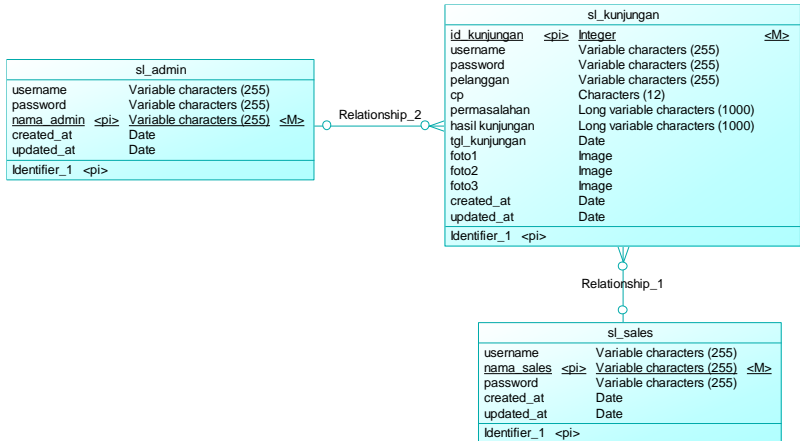 sl_admin
username Variable characters (255)
password Variable characters (255)
nama_admin <pi> Variable characters (255) <M>
created_at Date
updated_at Date
Identifier_1 <pi>
Relationship_2
sl_kunjungan
id_kunjungan <pi> Integer <M>
username Variable characters (255)
password Variable characters (255)
pelanggan Variable characters (255)
cp Characters (12)
permasalahan Long variable characters (1000)
hasil kunjungan Long variable characters (1000)
tgl_kunjungan Date
foto1 Image
foto2 Image
foto3 Image
created_at Date
updated_at Date
Identifier_1 <pi>
Relationship_1
sl_sales
username Variable characters (255)
nama_sales <pi> Variable characters (255) <M>
password Variable characters (255)
created_at Date
updated_at Date
Identifier_1 <pi>